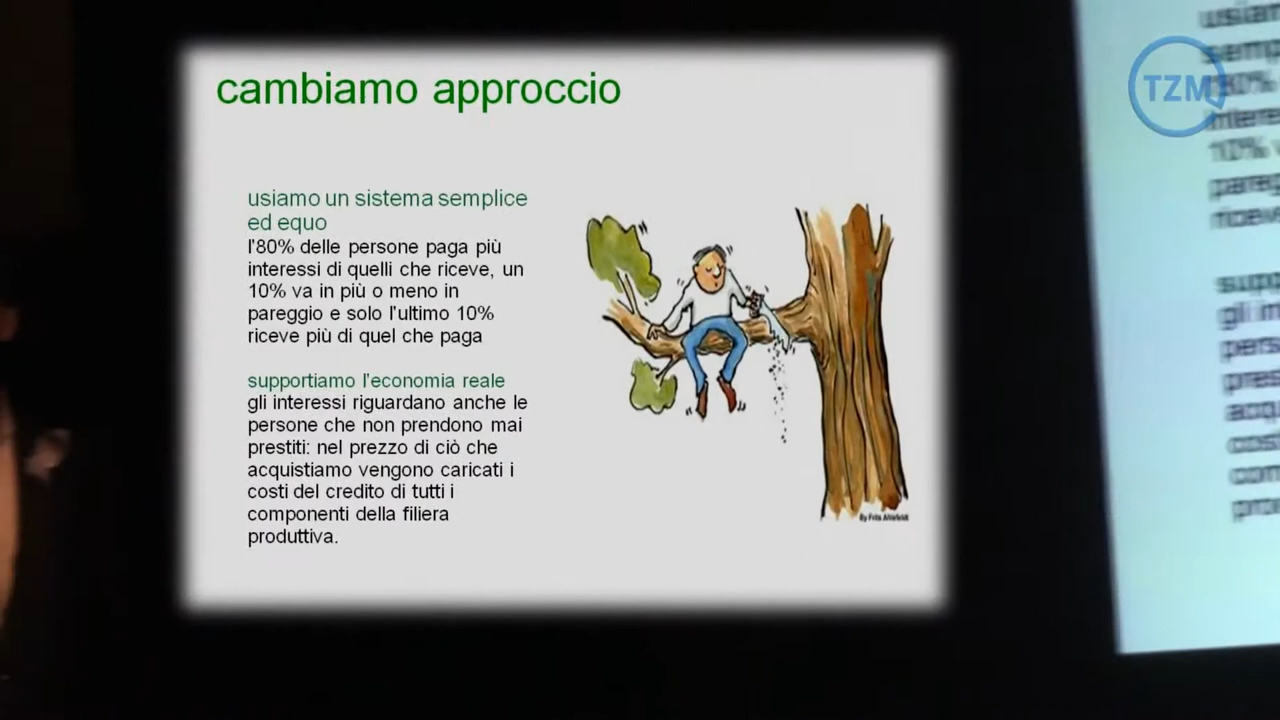 cambiamo approccio
usiamo un sistema semplice
ed equo
l'80% delle persone paga più
interessi di quelli che riceve, un
10% va in più o meno in
pareggio e solo l'ultimo 10%
riceve più di quel che paga
supportiamo l'economia reale
gli interessi riguardano anche le
persone che non prendono mai
prestiti: nel prezzo di ciò che
acquistiamo vengono caricati i
costi del credito di tutti i
componenti della filiera
produttiva.
TZM